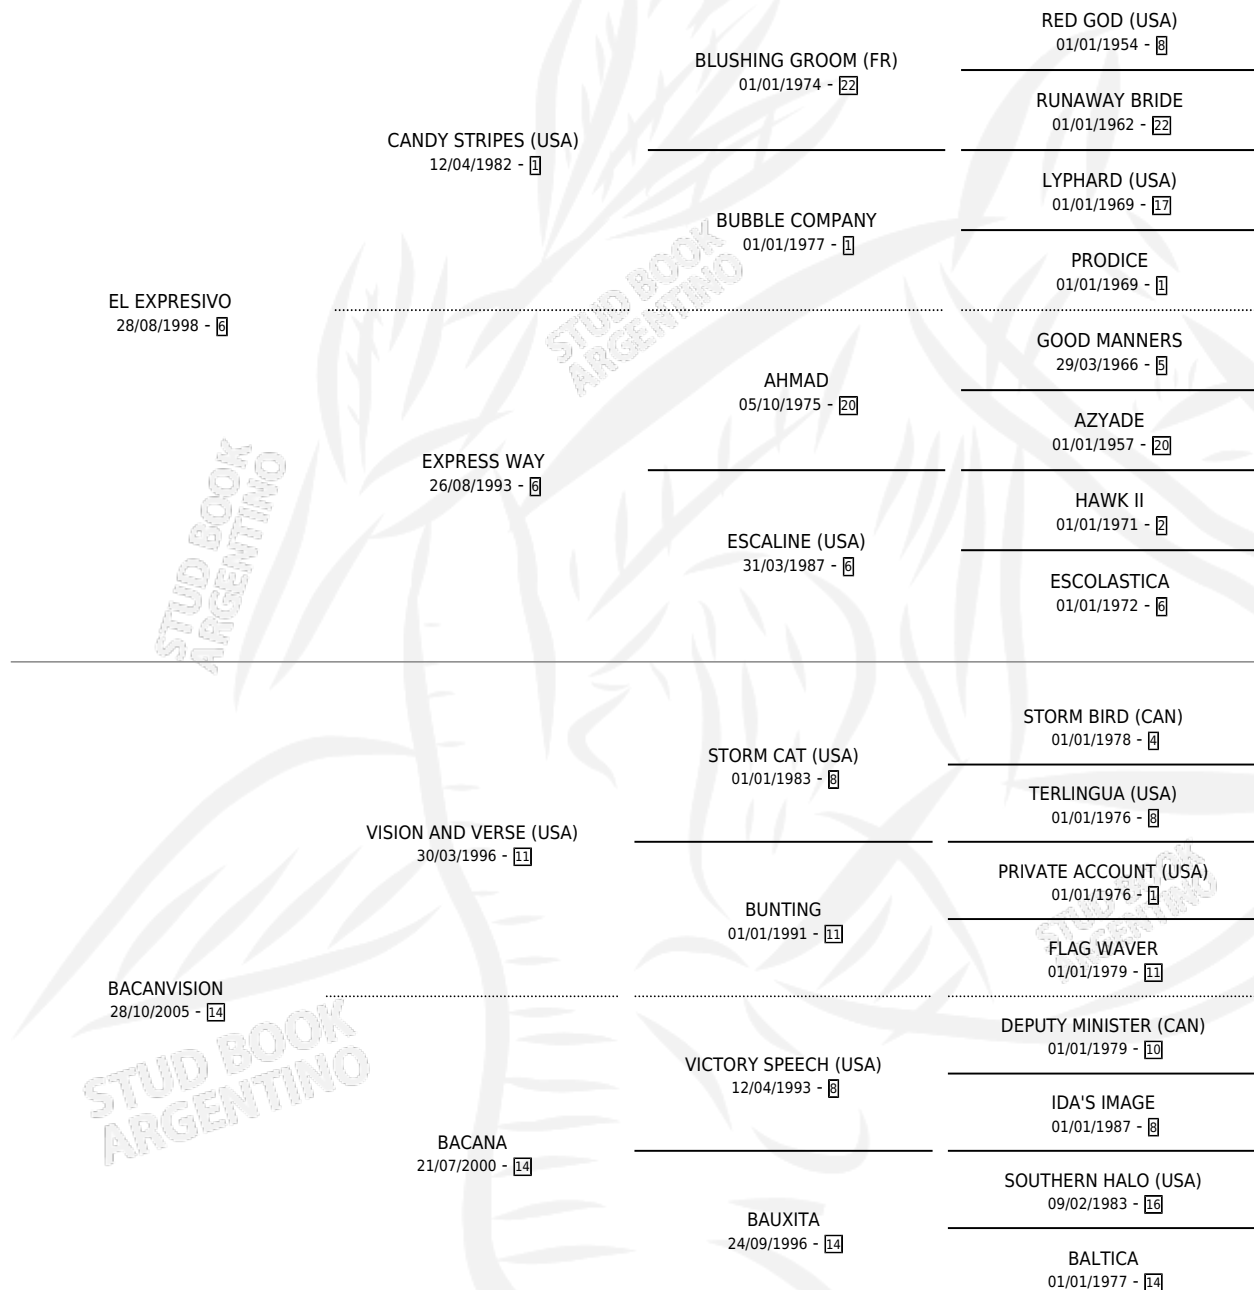 RED GOD (USA)
01/01/1954 - 8
BLUSHING GROOM (FR)
01/01/1974 - 22
RUNAWAY BRIDE
01/01/1962 - 22
CANDY STRIPES (USA)
12/04/1982 - 1
LYPHARD (USA)
01/01/1969 - 17
BUBBLE COMPANY
01/01/1977 - 1
PRODICE
01/01/1969 - 1
EL EXPRESIVO
28/08/1998 - 6
STUD BOOK
ARGENTINO
GOOD MANNERS
29/03/1966 - 5
AHMAD
05/10/1975 - 20
AZYADE
01/01/1957 - 20
EXPRESS WAY
26/08/1993 - 6
HAWK II
01/01/1971 - 2
ESCALINE (USA)
31/03/1987 - 6
ESCOLASTICA
01/01/1972 - 6
STUD BOOK
ARGENTINO
STORM BIRD (CAN)
01/01/1978 - 4
STORM CAT (USA)
01/01/1983 - 8
TERLINGUA (USA)
01/01/1976 - 8
VISION AND VERSE (USA)
30/03/1996 - 11
PRIVATE ACCOUNT (USA)
01/01/1976 - 1
STUD BOOK
ARGENTINO
BUNTING
01/01/1991 - 11
FLAG WAVER
01/01/1979 - 11
BACANVISION
28/10/2005 - 14
STUD BOOK
ARGENTINO
DEPUTY MINISTER (CAN)
01/01/1979 - 10
VICTORY SPEECH (USA)
12/04/1993 - 8
IDA'S IMAGE
01/01/1987 - 8
BACANA
21/07/2000 - 14
SOUTHERN HALO (USA)
09/02/1983 - 16
BAUXITA
24/09/1996 - 14
BALTICA
01/01/1977 - 14